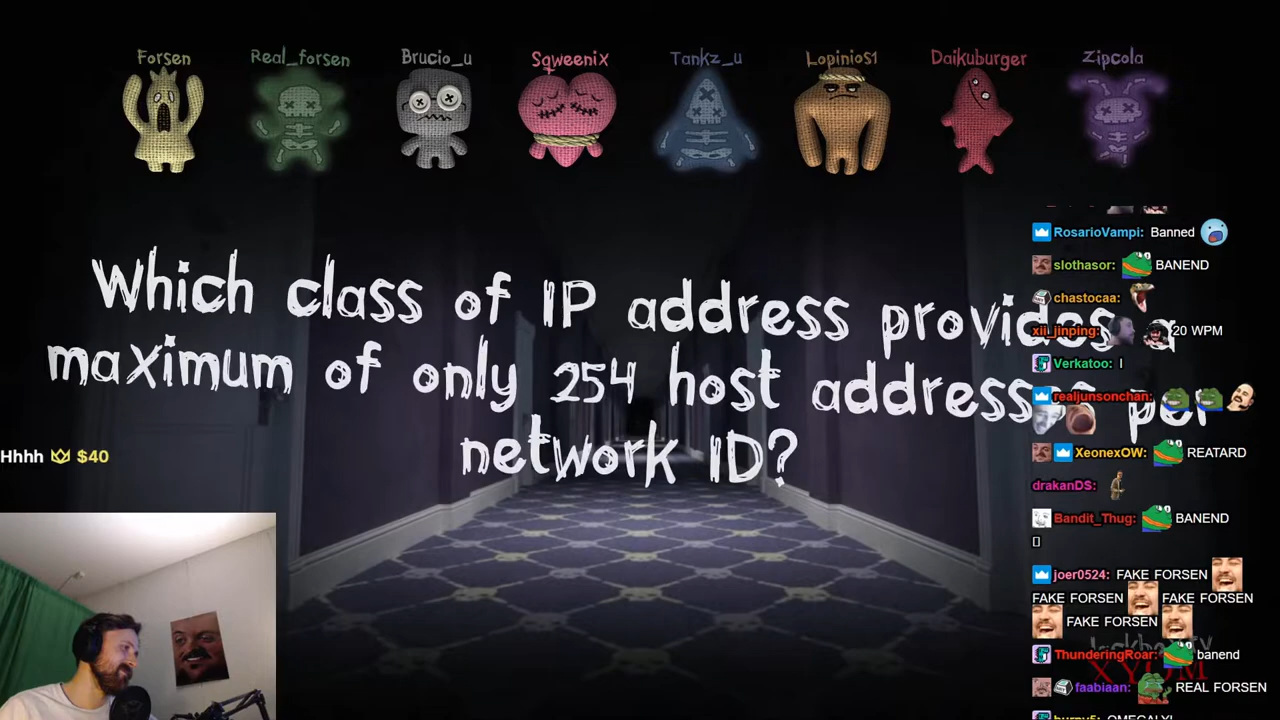 Forsen Real_forsen Brucio_u Sqweenix Tankz_u Lopinios1 Daikuburger Zipcola
Which class of IP address provides a
maximum of only 254 host addresses per
network ID?
Hhhh $40
RosarioVampi: Banned
slothasor: BANEND
chastocaa:
xii_jinping: 20 WPM
Verkatoo: I
realjunsonchan:
XeonexOW: REATARD
drakanDS:
Bandit_Thug: BANEND
joer0524: FAKE FORSEN
FAKE FORSEN FAKE FORSEN
FAKE FORSEN
ThunderingRoar: banend
faabiaan: REAL FORSEN